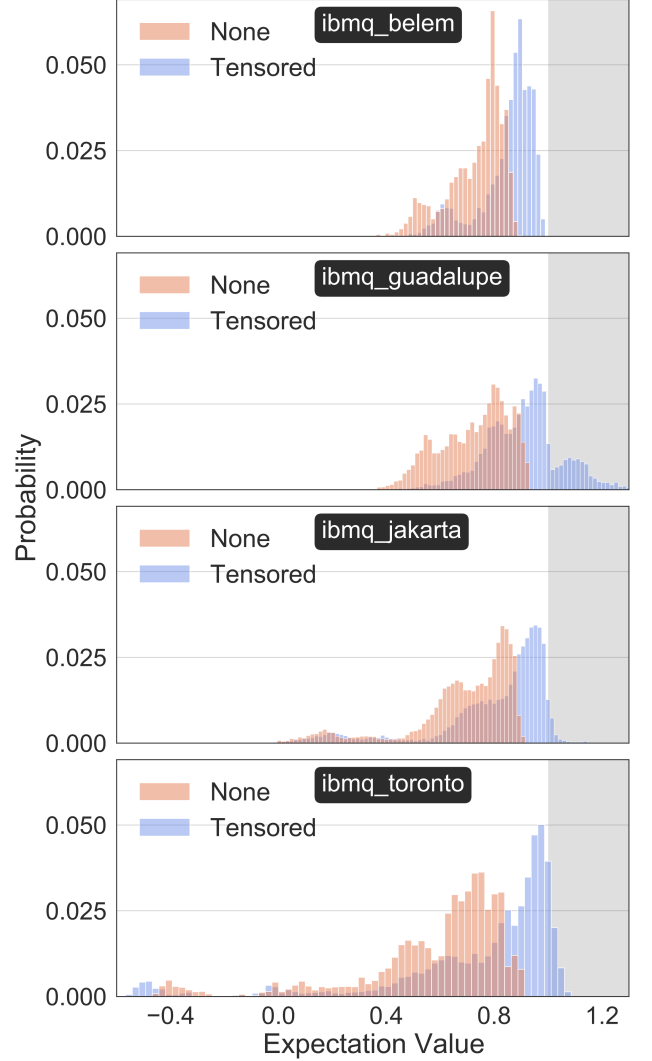 ibmq_belem
None
Tensored
0.050
0.025
0.000
ibmq_guadalupe
None
Tensored
0.050
0.025
0.000
Probability
ibmq_jakarta
None
Tensored
0.050
0.025
0.000
ibmq_toronto
None
Tensored
0.050
0.025
0.000
−0.4 0.0 0.4 0.8 1.2
Expectation Value